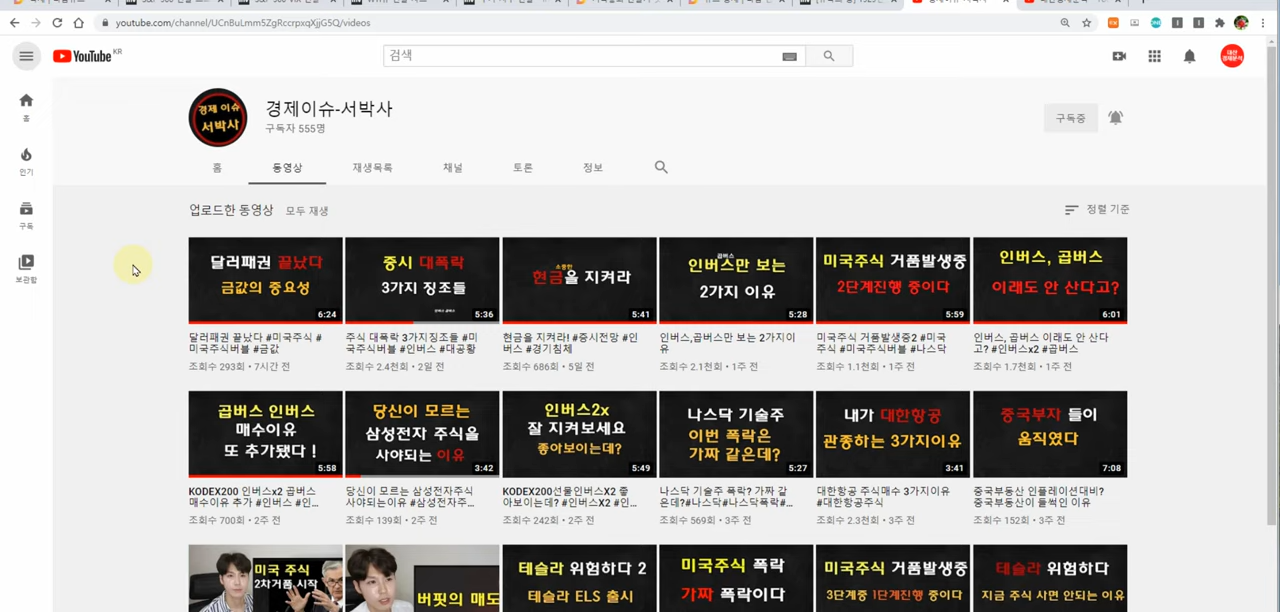 youtube.com/channel/UCnBuLmm5ZgRccrpxqXjjG5Q/videos
YouTube KR
검색
대신
경제분석
경제 이슈
서박사
경제이슈-서박사
구독자 555명
구독중
홈
인기
구독
보관함
홈 동영상 재생목록 채널 토론 정보
업로드한 동영상 모두 재생 정렬 기준
달러패권 끝났다
금값의 중요성
6:24
달러패권 끝났다 #미국주식 #
미국주식버블 #금값
조회수 293회 • 7시간 전
증시 대폭락
3가지 징조들
5:36
주식 대폭락 3가지징조들 #미
국주식버블 #인버스 #대공황
조회수 2.4천회 • 2일 전
소중한
현금을 지켜라
5:41
현금을 지켜라! #증시전망 #인
버스 #경기침체
조회수 686회 • 5일 전
곱버스
인버스만 보는
2가지 이유
5:28
인버스,곱버스만 보는 2가지이
유
조회수 2.1천회 • 1주 전
미국주식 거품발생중
2단계진행 중이다
5:59
미국주식 거품발생중2 #미국
주식 #미국주식버블 #나스닥
조회수 1.1천회 • 1주 전
인버스, 곱버스
이래도 안 산다고?
6:01
인버스, 곱버스 이래도 안 산다
고? #인버스x2 #곱버스
조회수 1.7천회 • 1주 전
곱버스 인버스
매수이유
또 추가됐다 !
5:58
KODEX200 인버스x2 곱버스
매수이유 추가 #인버스 #인...
조회수 700회 • 2주 전
당신이 모르는
삼성전자 주식을
사야되는 이유
3:42
당신이 모르는 삼성전자주식
사야되는이유 #삼성전자 #주...
조회수 139회 • 2주 전
인버스2x
잘 지켜보세요
좋아보이는데?
5:49
KODEX200선물인버스X2 좋
아보이는데? #인버스X2 #인...
조회수 242회 • 2주 전
나스닥 기술주
이번 폭락은
가짜 같은데?
5:27
나스닥 기술주 폭락? 가짜 같
은데?#나스닥#나스닥폭락#...
조회수 569회 • 3주 전
내가 대한항공
관종하는 3가지이유
3:41
대한항공 주식매수 3가지이유
#대한항공주식
조회수 2.3천회 • 3주 전
중국부자 들이
움직였다
7:08
중국부동산 인플레이션대비?
중국부동산이 들썩인 이유
조회수 152회 • 3주 전
미국 주식
2차거품 시작
버핏의 매도
테슬라 위험하다 2
테슬라 ELS 출시
미국주식 폭락
가짜 폭락이다
미국주식 거품발생중
3단계중 1단계진행 중이다
테슬라 위험하다
지금 주식 사면 안되는 이유